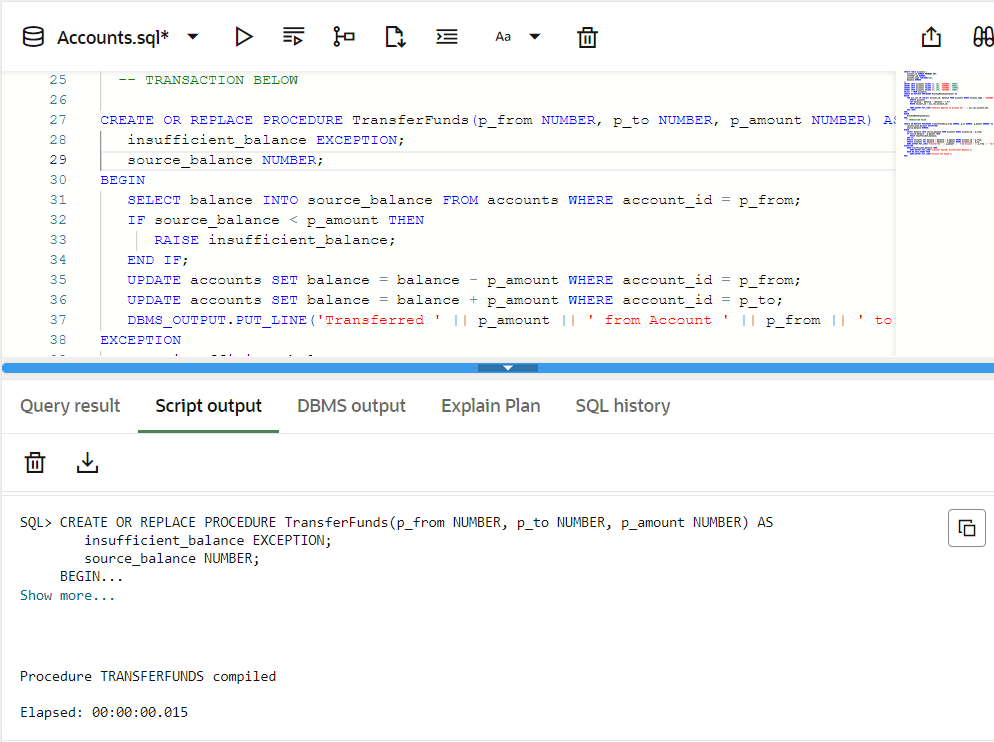 Accounts.sql*
Aa
25 -- TRANSACTION BELOW
26
27 CREATE OR REPLACE PROCEDURE TransferFunds(p_from NUMBER, p_to NUMBER, p_amount NUMBER) AS
28 insufficient_balance EXCEPTION;
29 source_balance NUMBER;
30 BEGIN
31 SELECT balance INTO source_balance FROM accounts WHERE account_id = p_from;
32 IF source_balance < p_amount THEN
33 RAISE insufficient_balance;
34 END IF;
35 UPDATE accounts SET balance = balance - p_amount WHERE account_id = p_from;
36 UPDATE accounts SET balance = balance + p_amount WHERE account_id = p_to;
37 DBMS_OUTPUT.PUT_LINE('Transferred ' || p_amount || ' from Account ' || p_from || ' to
38 EXCEPTION
Query result
Script output
DBMS output
Explain Plan
SQL history
SQL> CREATE OR REPLACE PROCEDURE TransferFunds(p_from NUMBER, p_to NUMBER, p_amount NUMBER) AS
insufficient_balance EXCEPTION;
source_balance NUMBER;
BEGIN...
Show more...
Procedure TRANSFERFUNDS compiled
Elapsed: 00:00:00.015